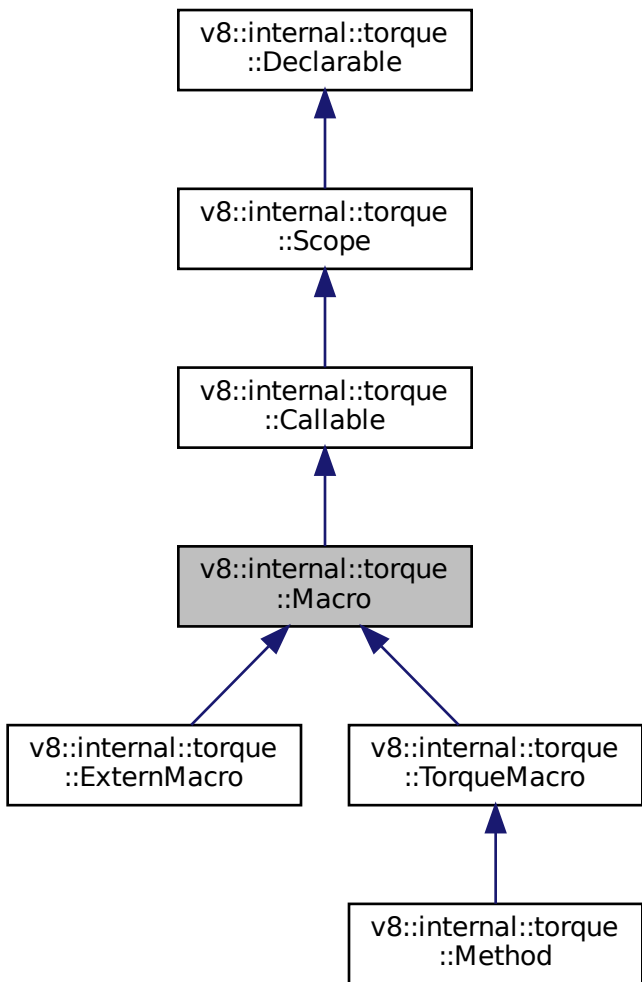 v8::internal::torque
::Declarable
v8::internal::torque
::Scope
v8::internal::torque
::Callable
v8::internal::torque
::Macro
v8::internal::torque
::ExternMacro
v8::internal::torque
::TorqueMacro
v8::internal::torque
::Method